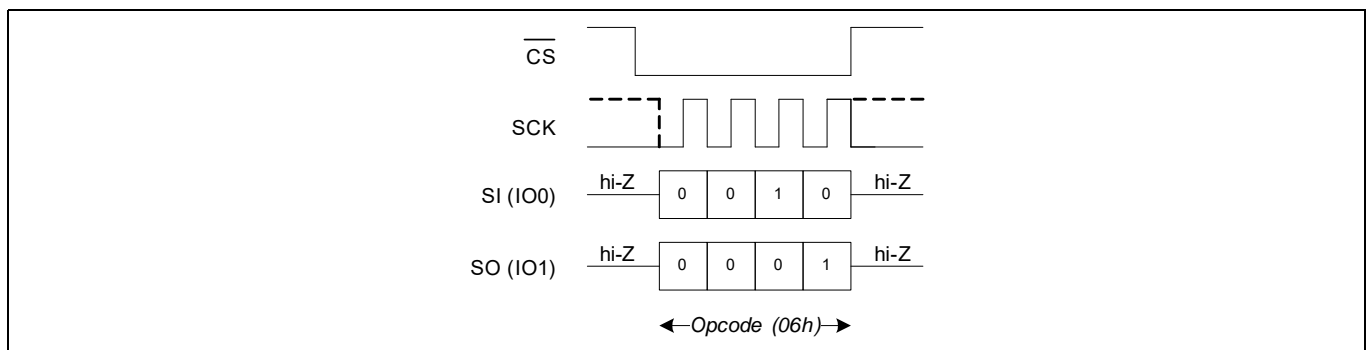 CS
SCK
hi-Z 0 0 1 0 hi-Z
SI (IO0)
hi-Z 0 0 0 1 hi-Z
SO (IO1)
Opcode (06h)